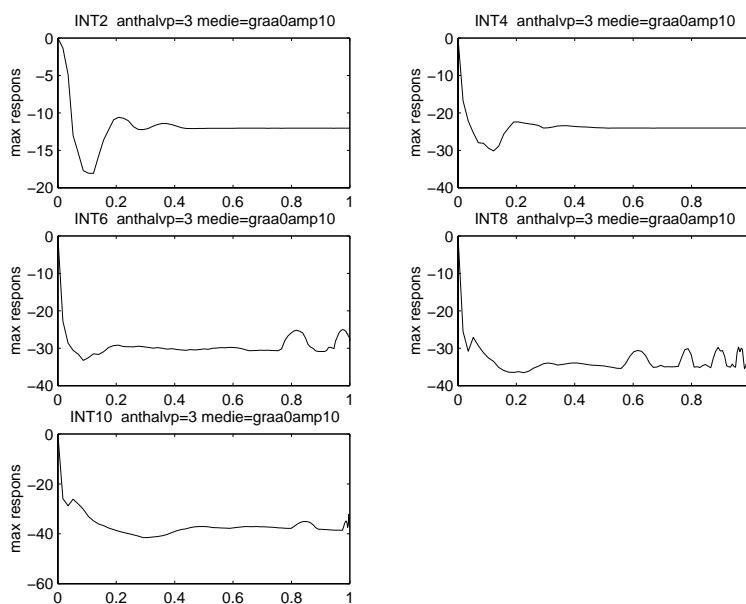 INT2 anthalvp=3 medie=graa0amp10
0
−5
−10
−15
−20
max respons
0 0.2 0.4 0.6 0.8 1
INT4 anthalvp=3 medie=graa0amp10
0
−10
−20
−30
−40
max respons
0 0.2 0.4 0.6 0.8 1
INT6 anthalvp=3 medie=graa0amp10
0
−10
−20
−30
−40
max respons
0 0.2 0.4 0.6 0.8 1
INT8 anthalvp=3 medie=graa0amp10
0
−10
−20
−30
−40
max respons
0 0.2 0.4 0.6 0.8 1
INT10 anthalvp=3 medie=graa0amp10
0
−20
−40
−60
max respons
0 0.2 0.4 0.6 0.8 1